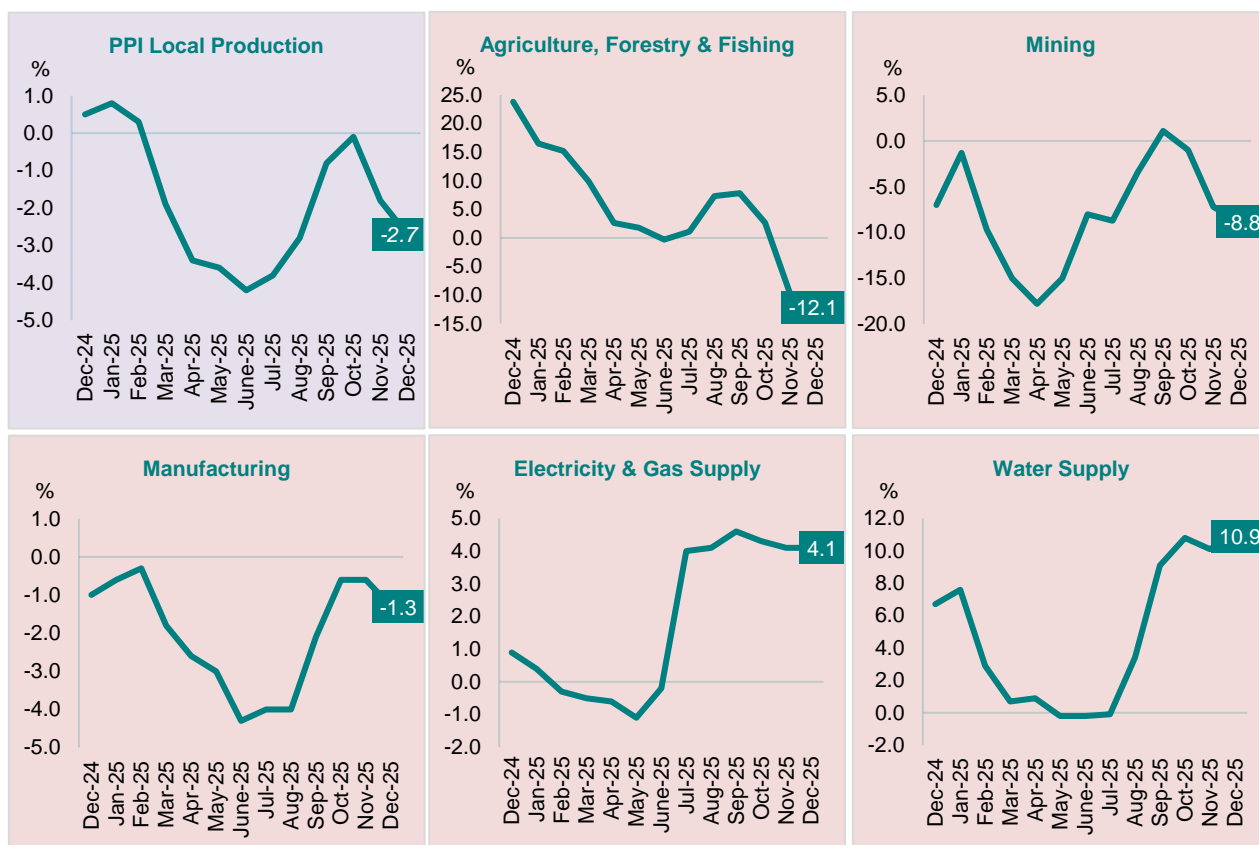 PPI Local Production
%
1.0
0.0
-1.0
-2.0
-3.0
-4.0
-5.0
-2.7
Dec-24
Jan-25
Feb-25
Mar-25
Apr-25
May-25
June-25
Jul-25
Aug-25
Sep-25
Oct-25
Nov-25
Dec-25
Agriculture, Forestry & Fishing
%
25.0
20.0
15.0
10.0
5.0
0.0
-5.0
-10.0
-15.0
-12.1
Dec-24
Jan-25
Feb-25
Mar-25
Apr-25
May-25
June-25
Jul-25
Aug-25
Sep-25
Oct-25
Nov-25
Dec-25
Mining
%
5.0
0.0
-5.0
-10.0
-15.0
-20.0
-8.8
Dec-24
Jan-25
Feb-25
Mar-25
Apr-25
May-25
June-25
Jul-25
Aug-25
Sep-25
Oct-25
Nov-25
Dec-25
Manufacturing
%
1.0
0.0
-1.0
-2.0
-3.0
-4.0
-5.0
-1.3
Dec-24
Jan-25
Feb-25
Mar-25
Apr-25
May-25
June-25
Jul-25
Aug-25
Sep-25
Oct-25
Nov-25
Dec-25
Electricity & Gas Supply
%
5.0
4.0
3.0
2.0
1.0
0.0
-1.0
-2.0
4.1
Dec-24
Jan-25
Feb-25
Mar-25
Apr-25
May-25
June-25
Jul-25
Aug-25
Sep-25
Oct-25
Nov-25
Dec-25
Water Supply
%
12.0
10.0
8.0
6.0
4.0
2.0
0.0
-2.0
10.9
Dec-24
Jan-25
Feb-25
Mar-25
Apr-25
May-25
June-25
Jul-25
Aug-25
Sep-25
Oct-25
Nov-25
Dec-25